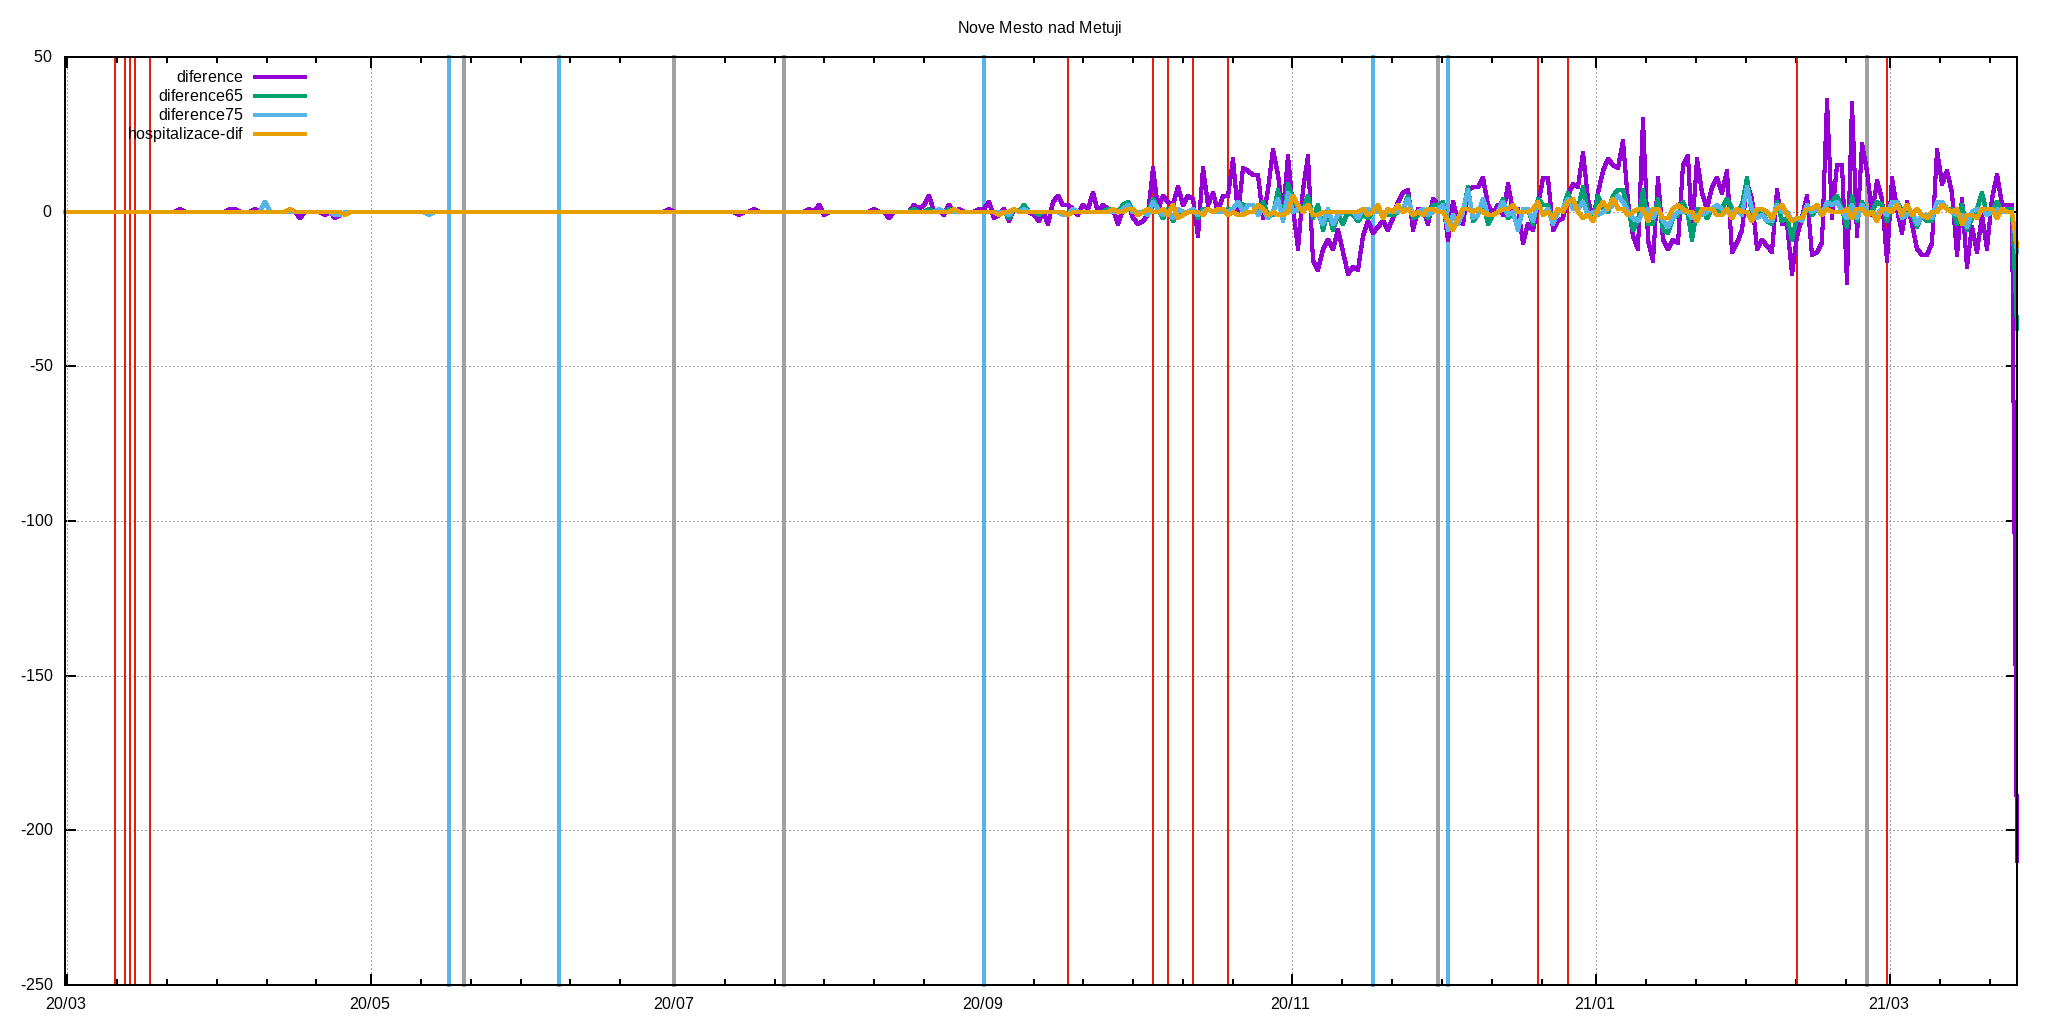 Nove Mesto nad Metuji
50
diference
diference65
diference75
hospitalizace-dif
0
-50
-100
-150
-200
-250
20/03 20/05 20/07 20/09 20/11 21/01 21/03